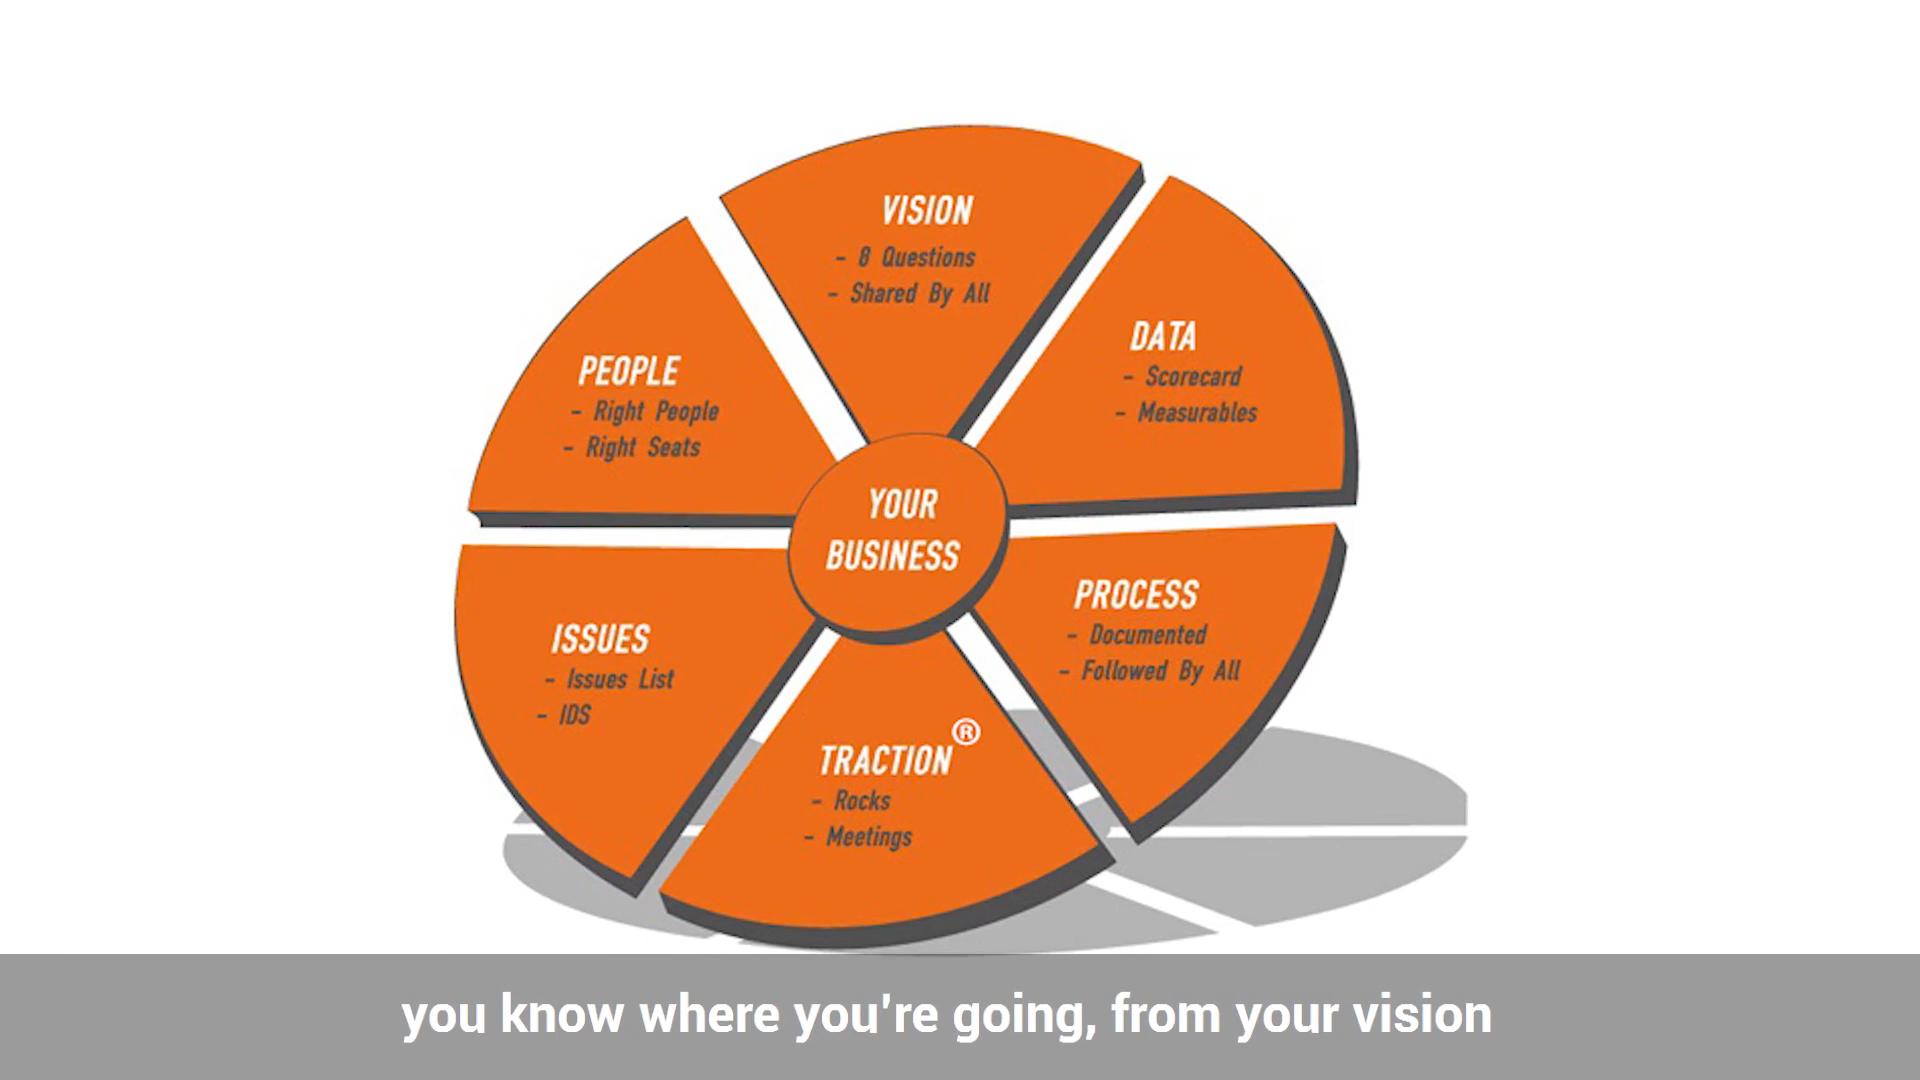 VISION
- 8 Questions
- Shared By All
DATA
- Scorecard
- Measurables
PEOPLE
- Right People
- Right Seats
YOUR
BUSINESS
PROCESS
- Documented
- Followed By All
ISSUES
- Issues List
- IDS
TRACTION®
- Rocks
- Meetings
you know where you're going, from your vision